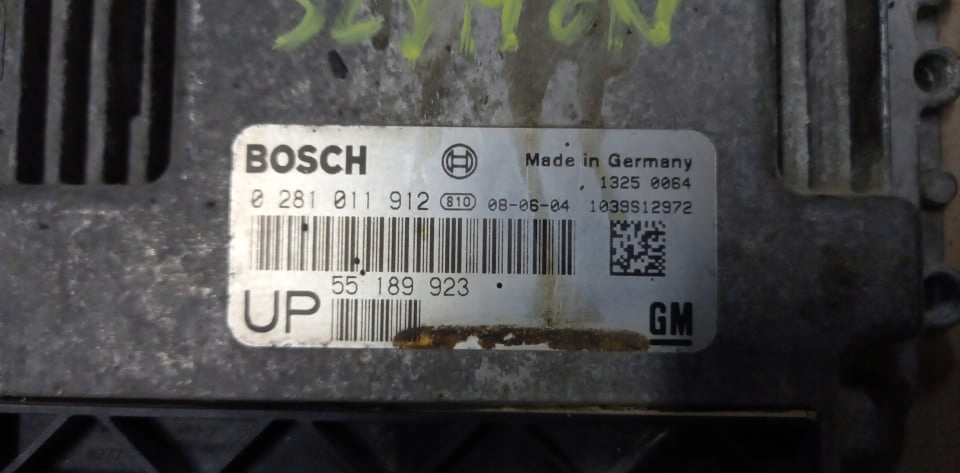 BOSCH Made in Germany
1325 0064
0 281 011 912 810 08-06-04 1039S12972
55 189 923
UP GM